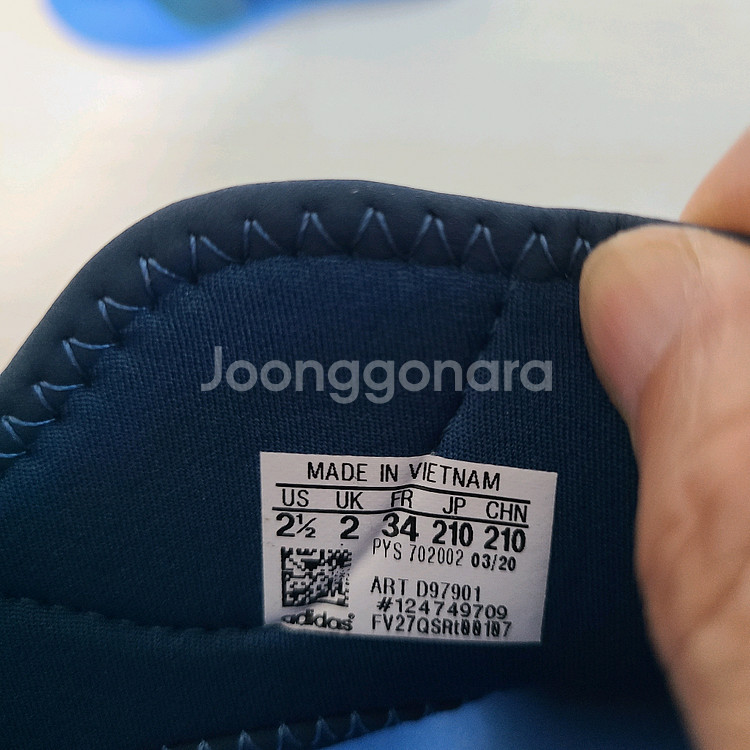 Joonggonara
MADE IN VIETNAM
US UK FR JP CHN
2½ 2 34 210 210
PYS 702002 03/20
ART D97901
#124749709
adidas